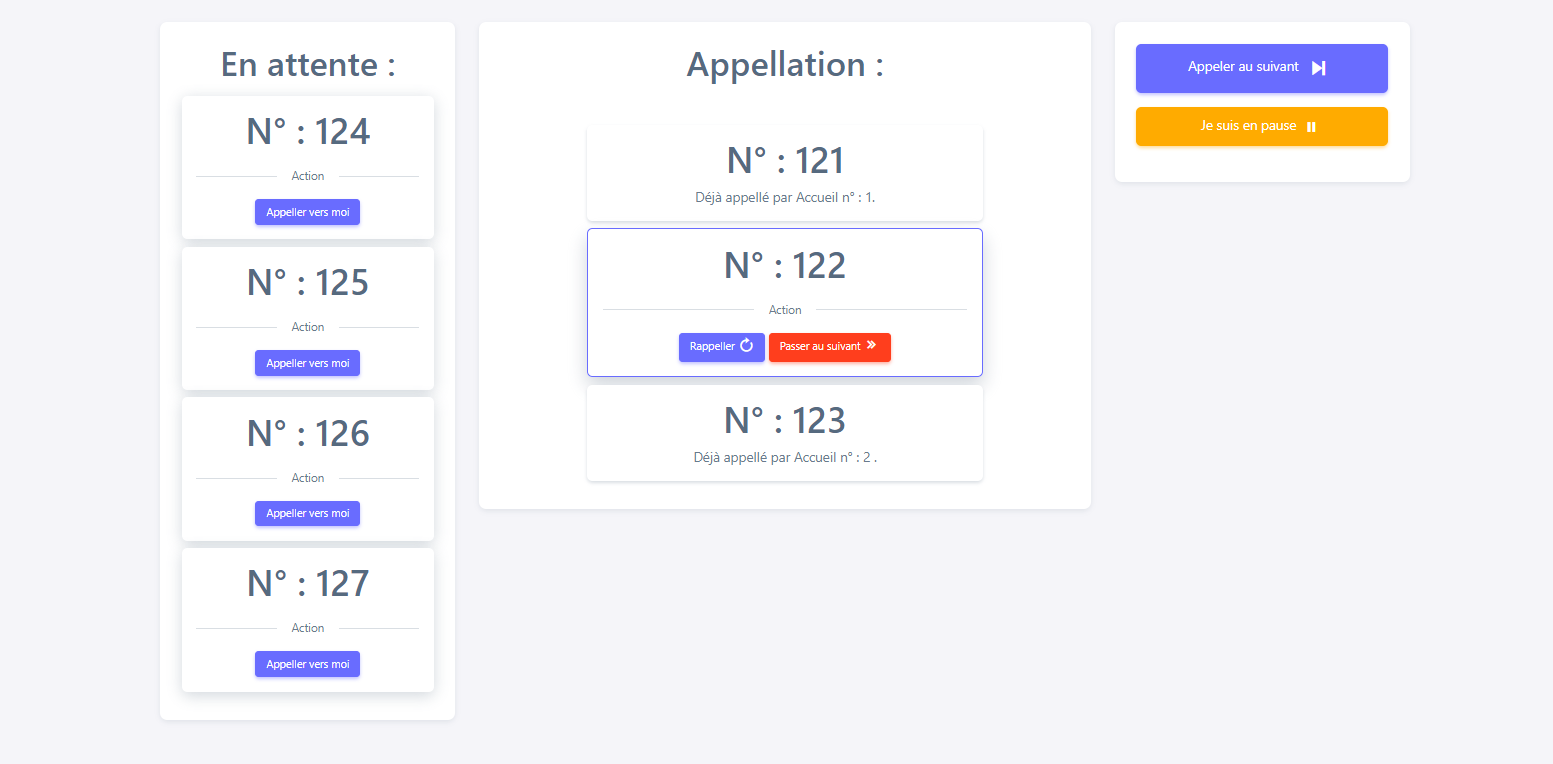 En attente :
N° : 124
Action
Appeller vers moi
N° : 125
Action
Appeller vers moi
N° : 126
Action
Appeller vers moi
N° : 127
Action
Appeller vers moi
Appellation :
N° : 121
Déjà appellé par Accueil n° : 1.
N° : 122
Action
Rappeller
Passer au suivant
N° : 123
Déjà appellé par Accueil n° : 2 .
Appeler au suivant
Je suis en pause